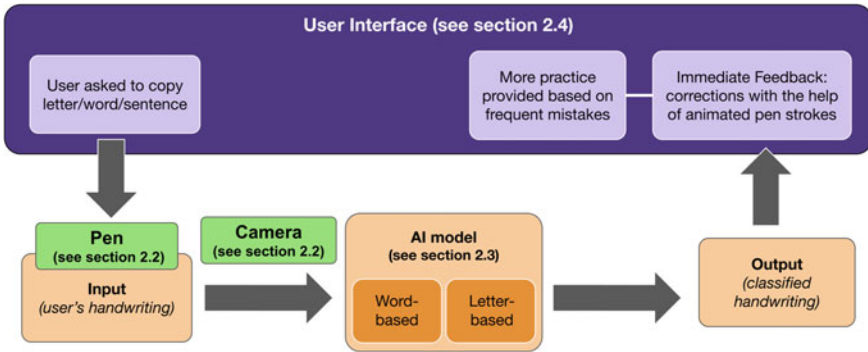 User Interface (see section 2.4)
User asked to copy
letter/word/sentence
More practice
provided based on
frequent mistakes
Immediate Feedback:
corrections with the help
of animated pen strokes
Pen
(see section 2.2)
Input
(user's handwriting)
Camera
(see section 2.2)
AI model
(see section 2.3)
Word-
based
Letter-
based
Output
(classified
handwriting)